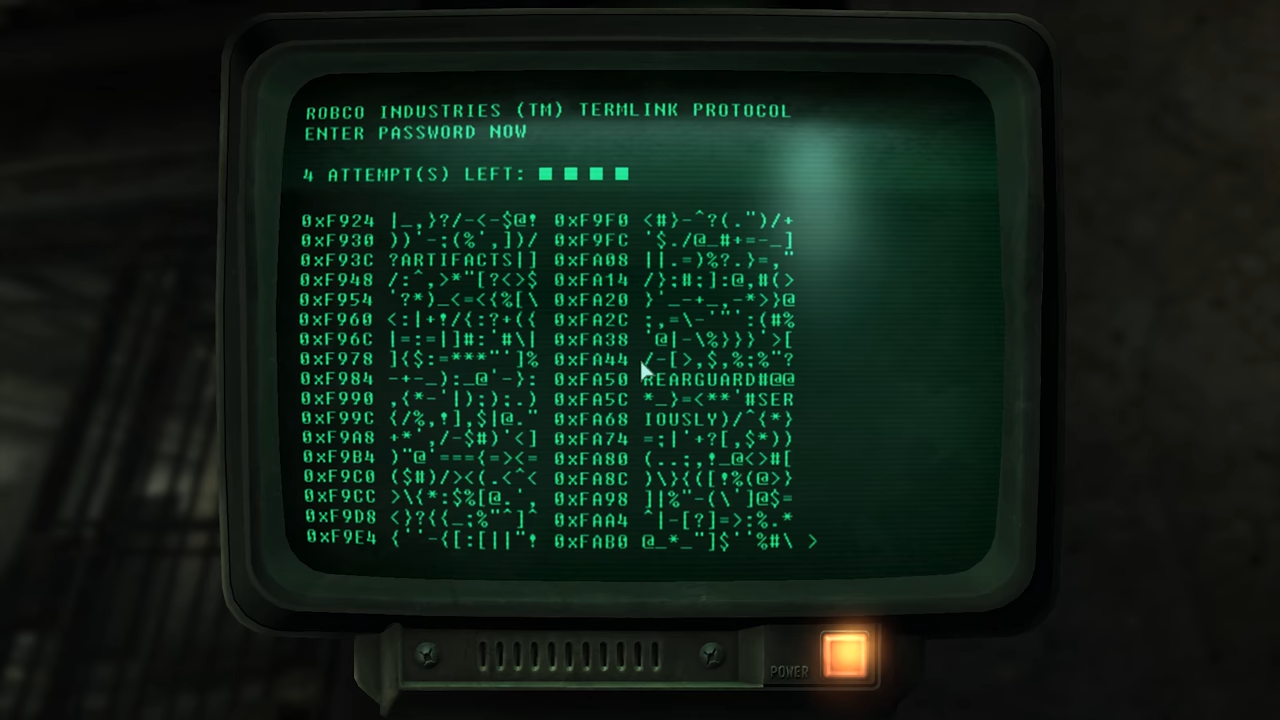 ROBCO INDUSTRIES (TM) TERMLINK PROTOCOL
ENTER PASSWORD NOW
4 ATTEMPT(S) LEFT: ■ ■ ■ ■
0xF924 |_,}?/-<-$@! 0xF9F0 <#}-^?(.")/+
0xF930 ))'-;(%',])/ 0xF9FC '$./@_#+=-_]
0xF93C ?ARTIFACTS|] 0xFA08 ||.=)%?.}=,"
0xF948 /:^,>*"[?<>$ 0xFA14 /};#;]:@,#(>
0xF954 '?*)_<=<{%[\ 0xFA20 }'_-+_,-*>}@
0xF960 <:|+!/{:?+({ 0xFA2C :,=\-'"':(#%
0xF96C |=:=|]#:'#\| 0xFA38 '@|-\%}}}'>[
0xF978 ]{$:=***"']% 0xFA44 /-[>,$,%;%"?
0xF984 -+-_):_@'-}: 0xFA50 REARGUARD#@@
0xF990 ,{*-'|););.) 0xFA5C *_}=<**'#SER
0xF99C {/%,!],$|@." 0xFA68 IOUSLY)/^{*}
0xF9A8 +*',/-$#)'<] 0xFA74 =;|'+?[,$*))
0xF9B4 )"@'==={=><= 0xFA80 (..;,!_@<>#[
0xF9C0 ($#)/><(.<^< 0xFA8C )\}{([!%(@>}
0xF9CC >\{*:$%[@.', 0xFA98 ]|%"-(\']@$=
0xF9D8 <}?{{_;%"^]^ 0xFAA4 ^|-[?]=>:%.*
0xF9E4 {''-{[:[||"! 0xFAB0 @_*_"]$''%#\ >
POWER